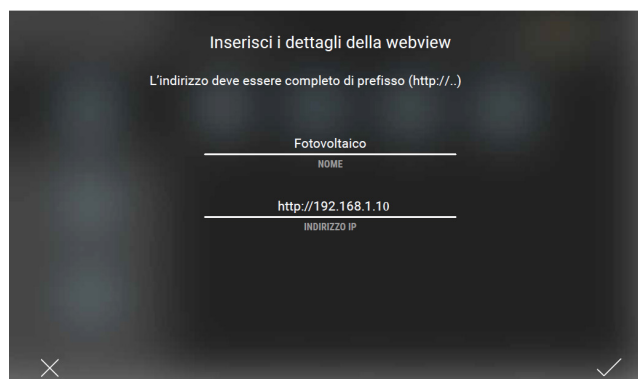 Inserisci i dettagli della webview
L'indirizzo deve essere completo di prefisso (http://..)
Fotovoltaico
NOME
http://192.168.1.10
INDIRIZZO IP